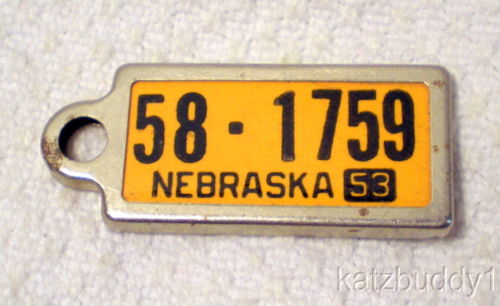 58 · 1759
NEBRASKA 53
katzbuddy1